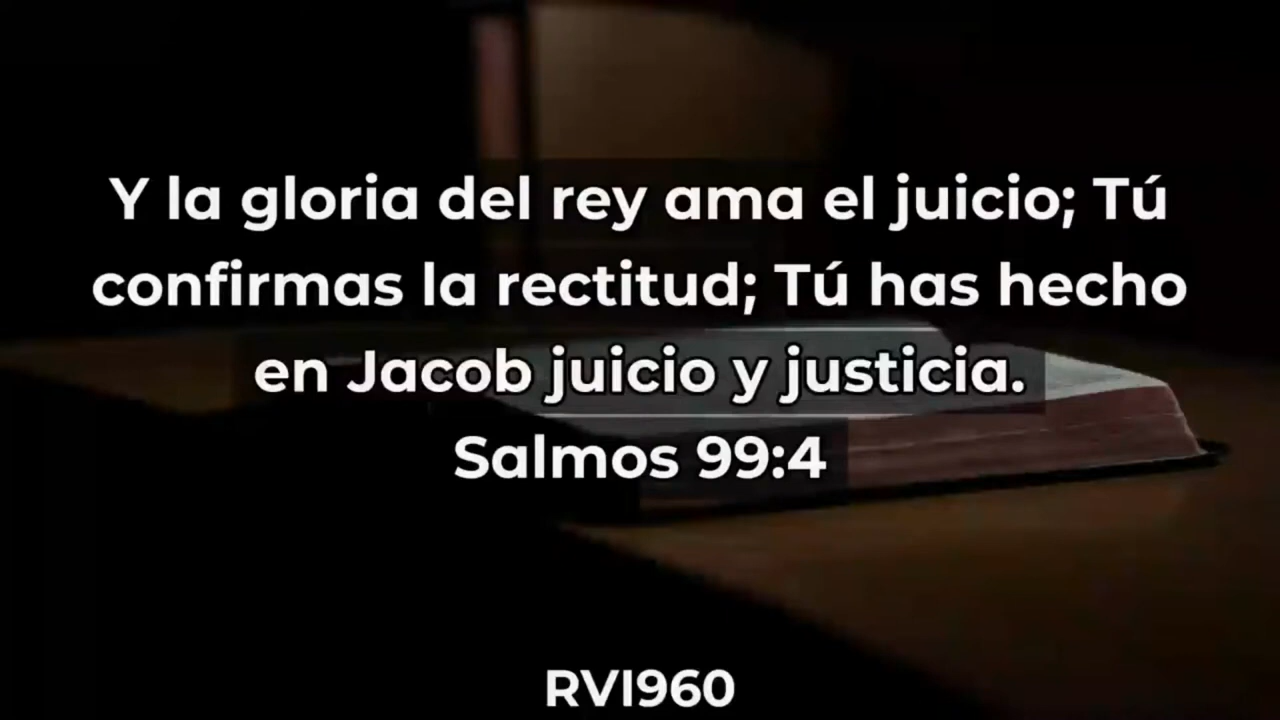 Y la gloria del rey ama el juicio; Tú
confirmas la rectitud; Tú has hecho
en Jacob juicio y justicia.
Salmos 99:4
RV1960